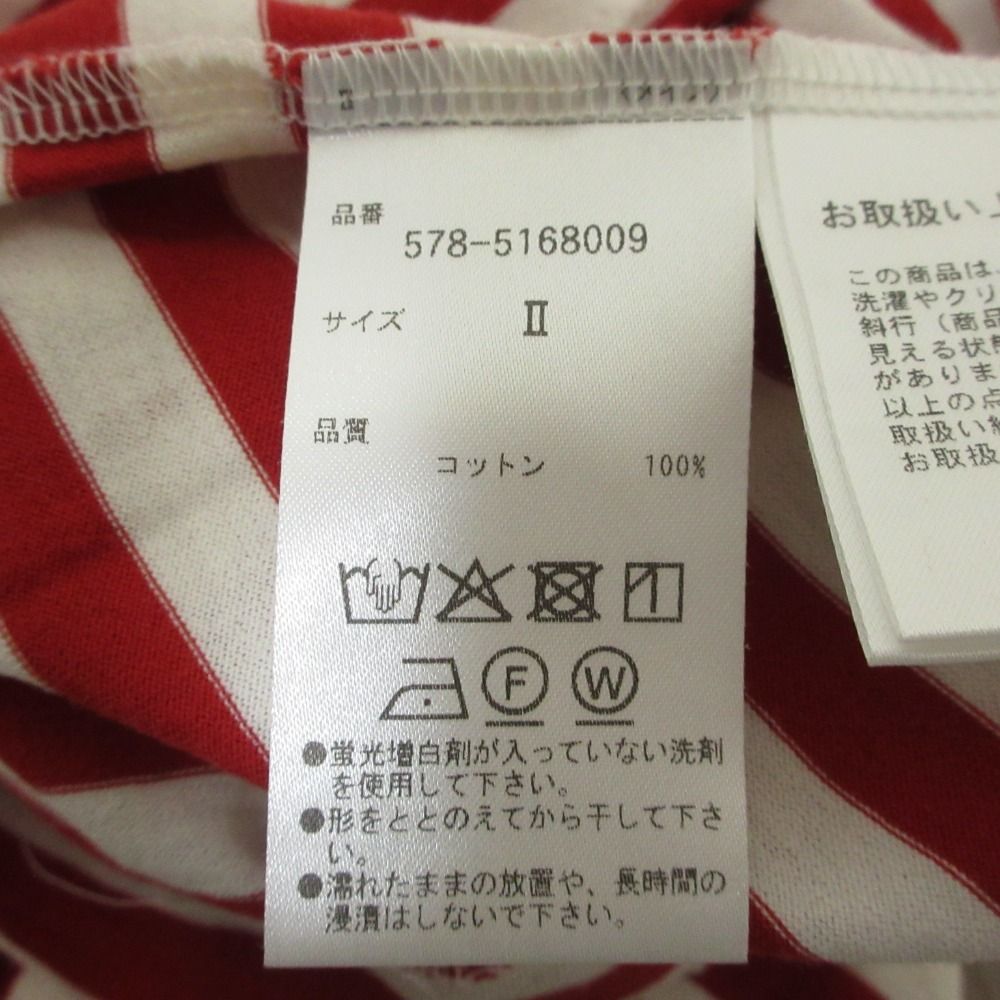 品番
578-5168009
サイズ II
品質
コットン 100%
F W
●蛍光増白剤が入っていない洗剤
を使用して下さい。
●形をととのえてから干して下さ
い。
●濡れたままの放置や、長時間の
浸漬はしないで下さい。
お取扱い上
この商品は、
洗濯やクリ
斜行(商品
見える状態
がありま
以上の点
取扱い
お取扱